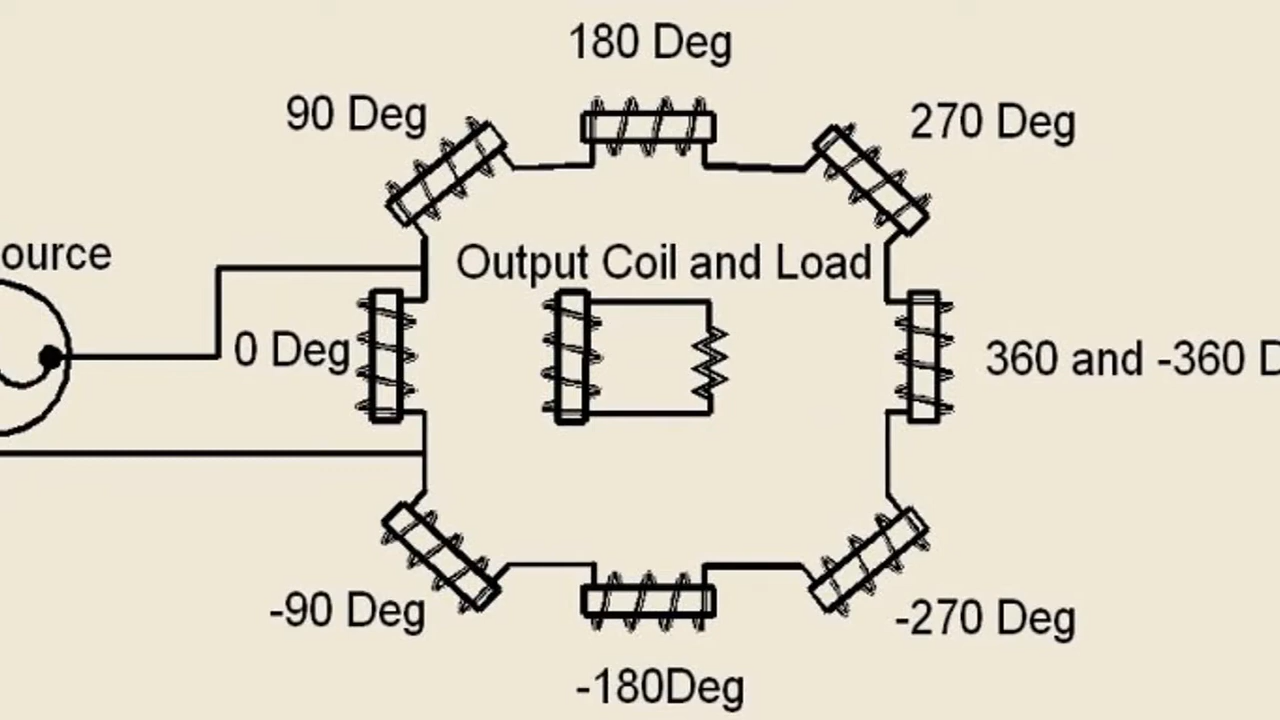 180 Deg
90 Deg
270 Deg
ource
Output Coil and Load
0 Deg
360 and -360 D
-90 Deg
-270 Deg
-180Deg